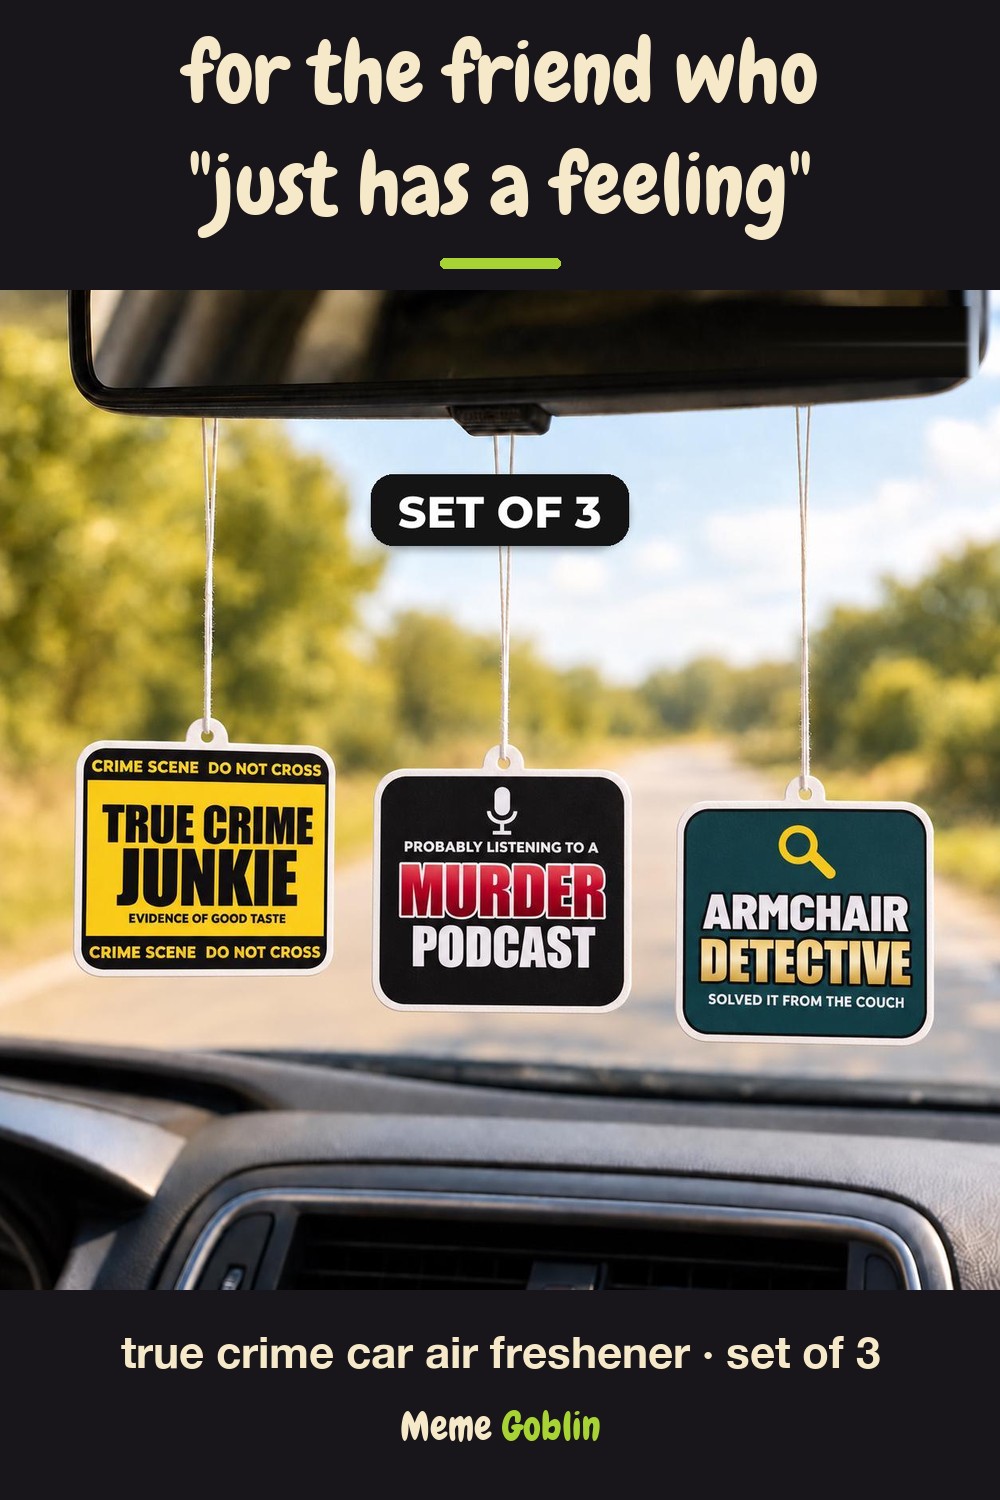 for the friend who
"just has a feeling"
SET OF 3
CRIME SCENE DO NOT CROSS
TRUE CRIME
JUNKIE
EVIDENCE OF GOOD TASTE
CRIME SCENE DO NOT CROSS
PROBABLY LISTENING TO A
MURDER
PODCAST
ARMCHAIR
DETECTIVE
SOLVED IT FROM THE COUCH
true crime car air freshener · set of 3
Meme Goblin